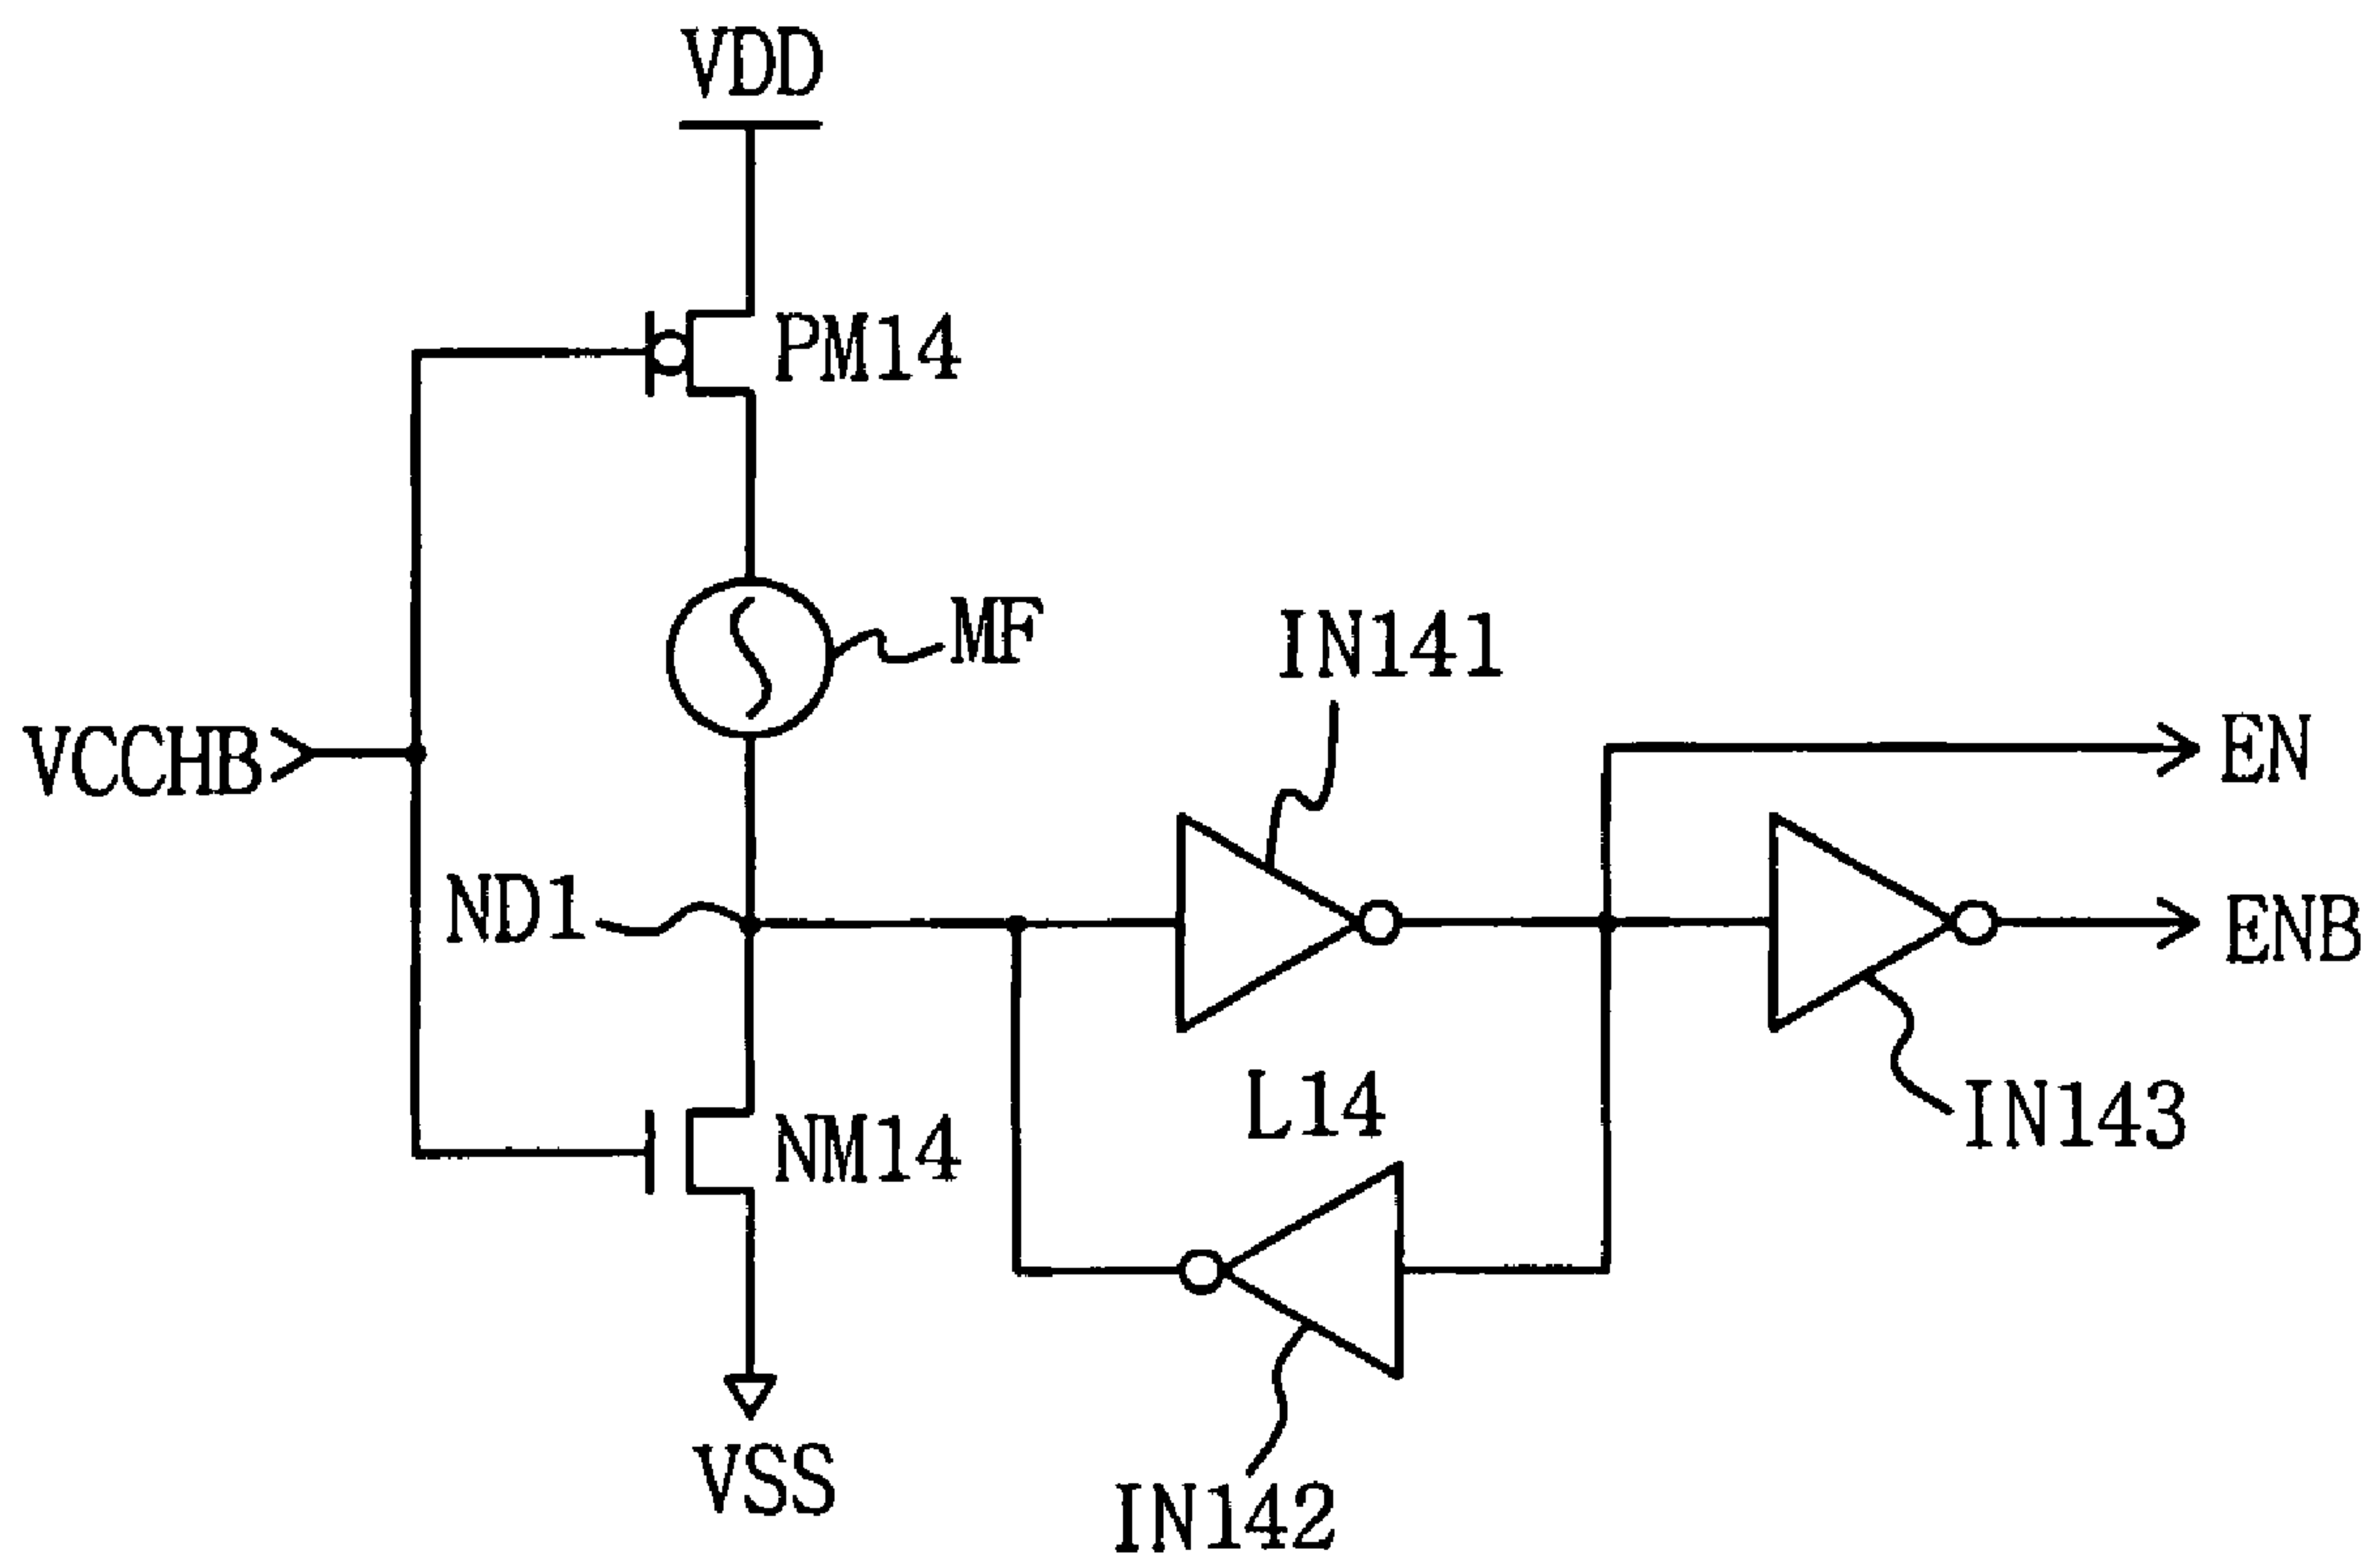 VDD
PM14
MF
IN141
VCCHB
EN
ND1
ENB
L14
NM14
IN143
VSS
IN142